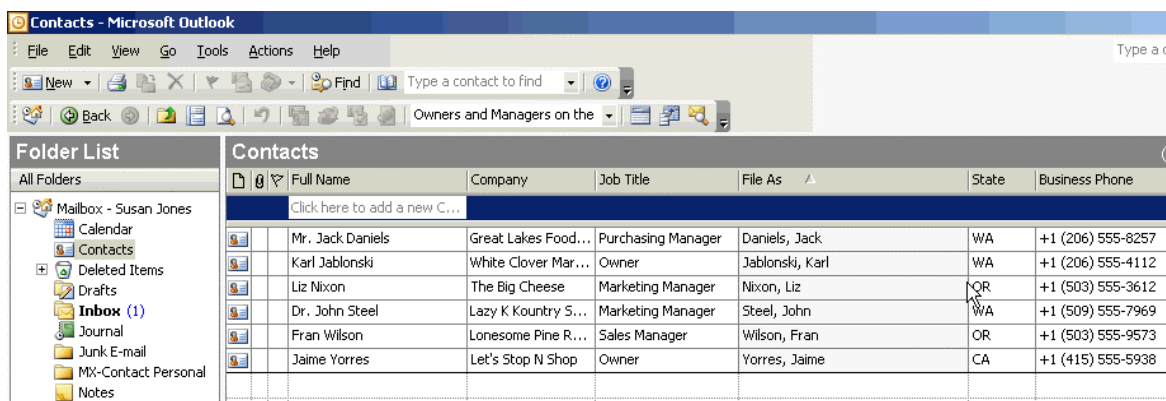 Contacts - Microsoft Outlook
File Edit View Go Tools Actions Help Type a
New Find Type a contact to find
Back Owners and Managers on the
Folder List Contacts
All Folders Full Name Company Job Title File As State Business Phone
Mailbox - Susan Jones Click here to add a new C...
Calendar
Contacts Mr. Jack Daniels Great Lakes Food... Purchasing Manager Daniels, Jack WA +1 (206) 555-8257
Deleted Items Karl Jablonski White Clover Mar... Owner Jablonski, Karl WA +1 (206) 555-4112
Drafts Liz Nixon The Big Cheese Marketing Manager Nixon, Liz OR +1 (503) 555-3612
Inbox (1) Dr. John Steel Lazy K Kountry S... Marketing Manager Steel, John WA +1 (509) 555-7969
Journal Fran Wilson Lonesome Pine R... Sales Manager Wilson, Fran OR +1 (503) 555-9573
Junk E-mail Jaime Yorres Let's Stop N Shop Owner Yorres, Jaime CA +1 (415) 555-5938
MX-Contact Personal
Notes